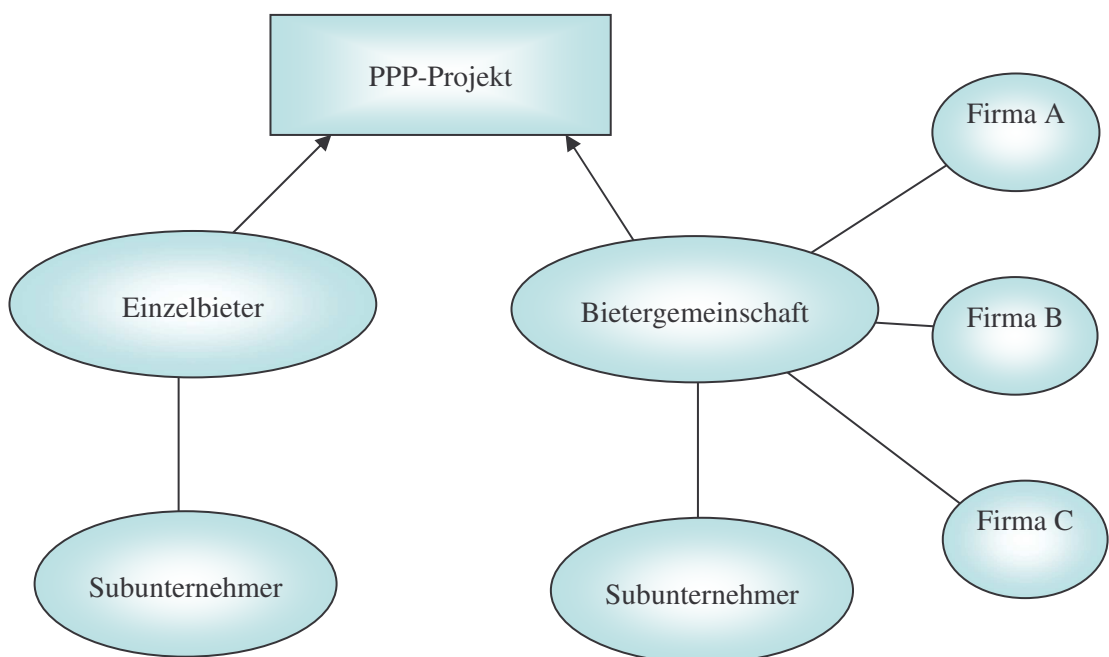 PPP-Projekt
Firma A
Einzelbieter
Bietergemeinschaft
Firma B
Firma C
Subunternehmer
Subunternehmer